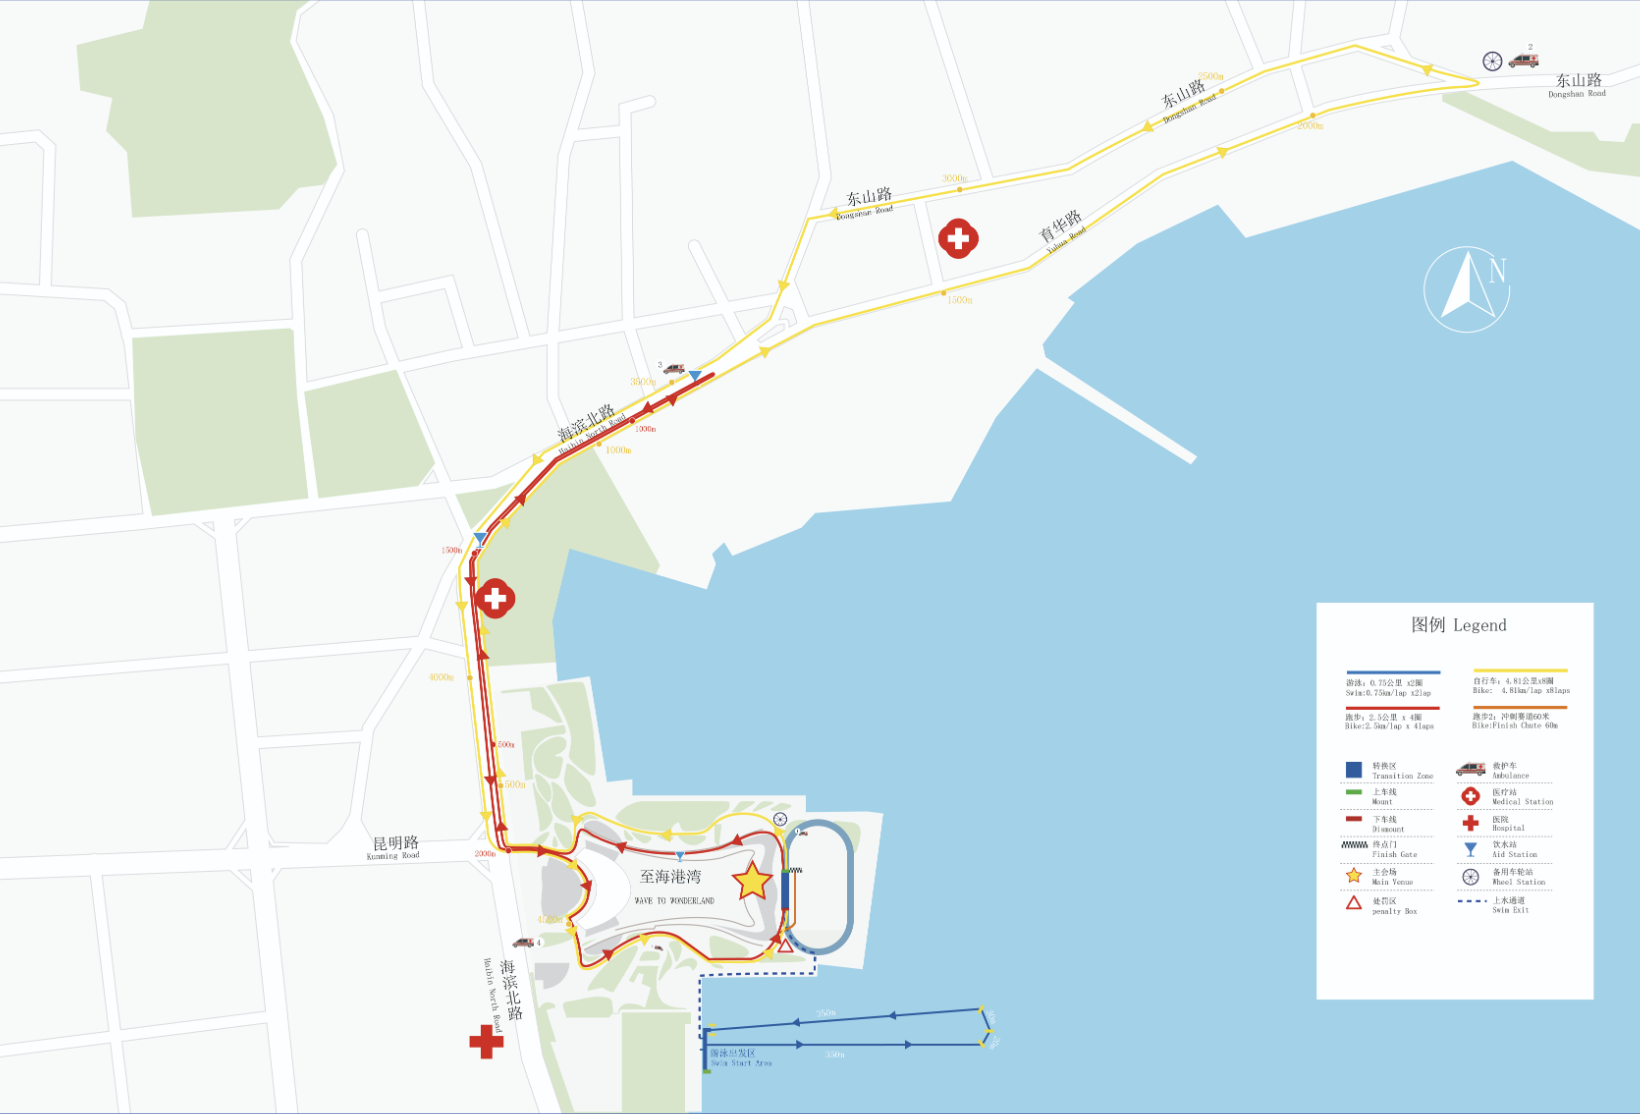 2
东山路
Dongshan Road
2500m
东山路
Dongshan Road
2000m
3000m
东山路
Dongshan Road
育华路
Yuhua Road
N
1500m
3
3500m
海滨北路
Haibin North Road
1000m
1000m
1500m
4000m
500m
500m
昆明路
Kunming Road
2000m
至海港湾
WAVE TO WONDERLAND
4500m
4
海滨北路
Haibin North Road
350m
330m
游泳出发区
Swim Start Area
图例 Legend
游泳：0.75公里 x2圈
Swim:0.75km/lap x2lap
自行车：4.81公里x8圈
Bike: 4.81km/lap x8laps
跑步：2.5公里 x 4圈
Bike:2.5km/lap x 4laps
跑步2：冲刺赛道60米
Bike:Finish Chute 60m
转换区
Transition Zone
救护车
Ambulance
上车线
Mount
医疗站
Medical Station
下车线
Dismount
医院
Hospital
终点门
Finish Gate
饮水站
Aid Station
主会场
Main Venue
备用车轮站
Wheel Station
处罚区
penalty Box
上水通道
Swim Exit